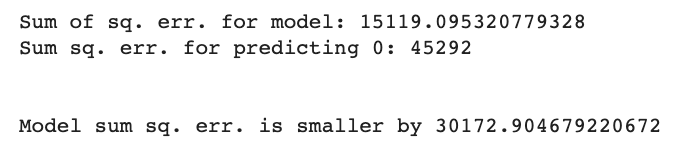 Sum of sq. err. for model: 15119.095320779328
Sum sq. err. for predicting 0: 45292
Model sum sq. err. is smaller by 30172.904679220672